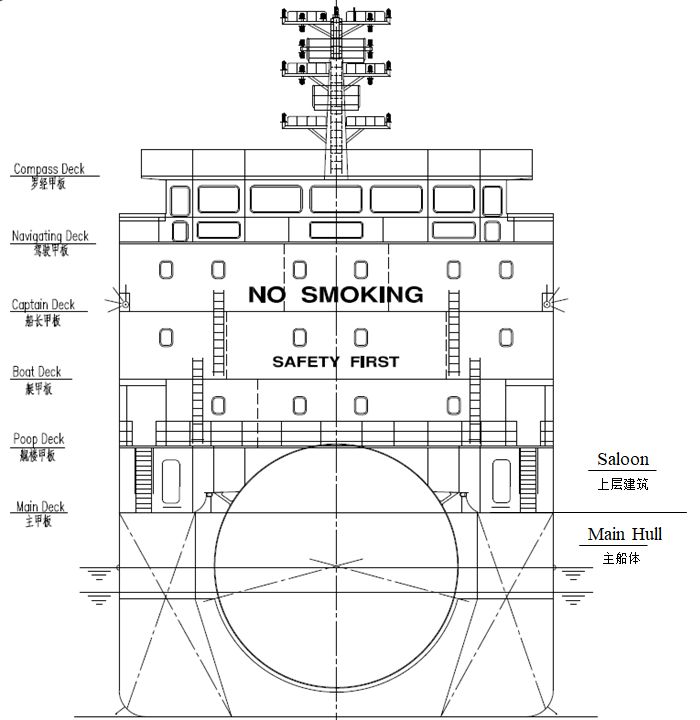 Compass Deck
罗经甲板
Navigating Deck
驾驶甲板
NO SMOKING
Captain Deck
船长甲板
SAFETY FIRST
Boat Deck
艇甲板
Poop Deck
艉楼甲板
Saloon
上层建筑
Main Deck
主甲板
Main Hull
主船体